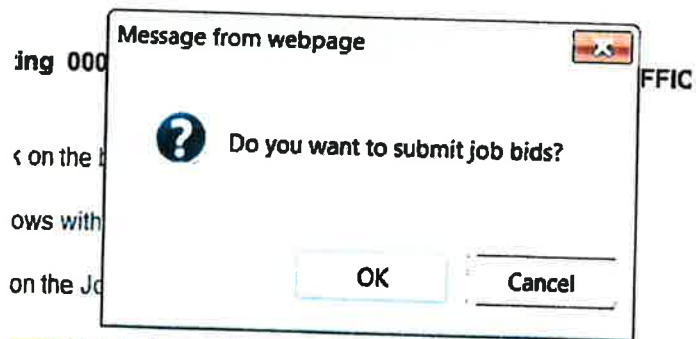 Message from webpage
ing 000
FFIC
on the
Do you want to submit job bids?
ows with
on the
OK
Cancel